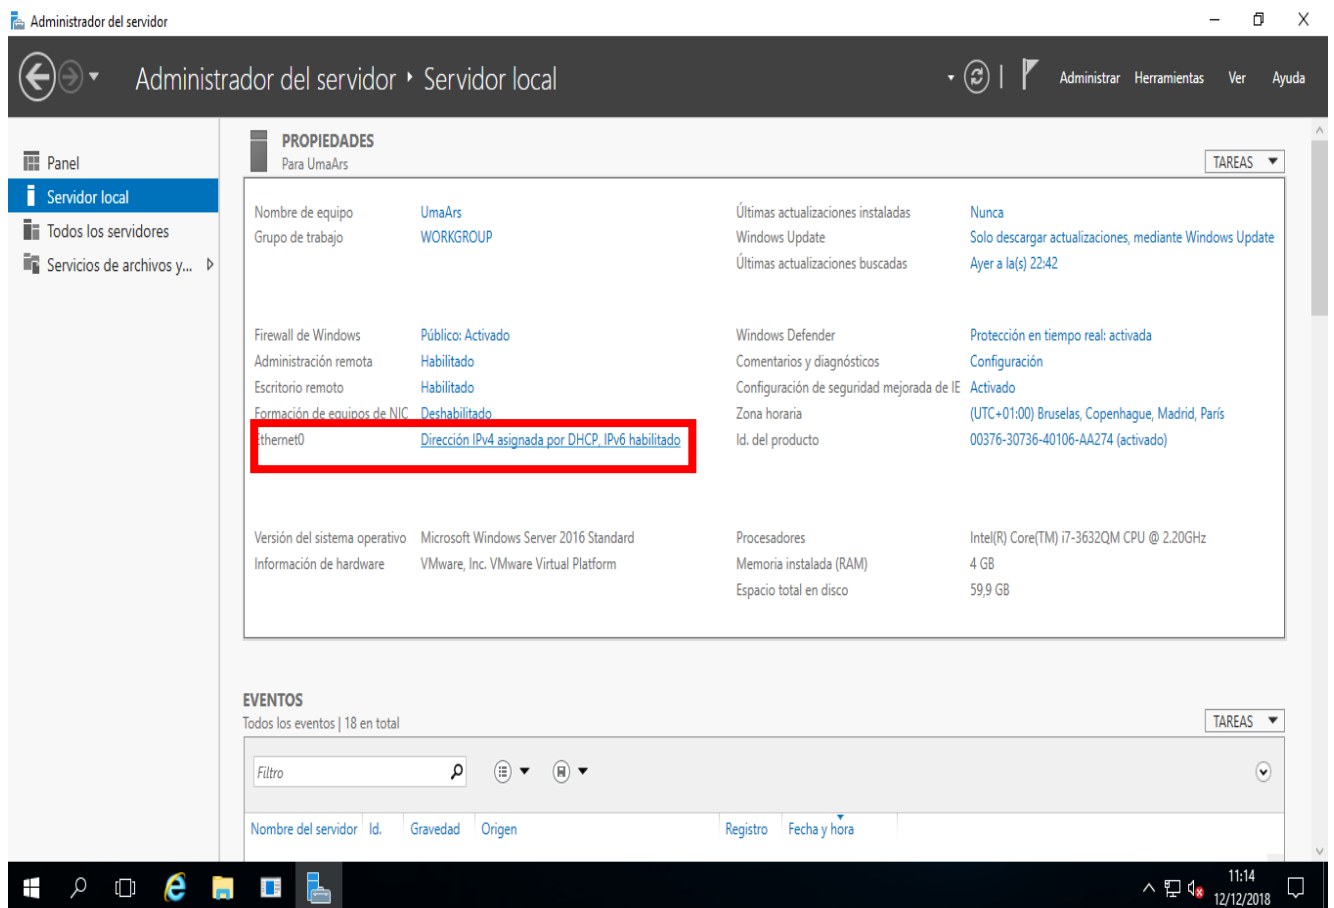 Administrador del servidor
Administrador del servidor ‣ Servidor local
Administrar Herramientas Ver Ayuda
Panel
Servidor local
Todos los servidores
Servicios de archivos y...
PROPIEDADES
Para UmaArs
TAREAS
Nombre de equipo UmaArs
Grupo de trabajo WORKGROUP
Últimas actualizaciones instaladas Nunca
Windows Update Solo descargar actualizaciones, mediante Windows Update
Últimas actualizaciones buscadas Ayer a la(s) 22:42
Firewall de Windows Público: Activado
Administración remota Habilitado
Escritorio remoto Habilitado
Formación de equipos de NIC Deshabilitado
Ethernet0 Dirección IPv4 asignada por DHCP, IPv6 habilitado
Windows Defender Protección en tiempo real: activada
Comentarios y diagnósticos Configuración
Configuración de seguridad mejorada de IE Activado
Zona horaria (UTC+01:00) Bruselas, Copenhague, Madrid, París
Id. del producto 00376-30736-40106-AA274 (activado)
Versión del sistema operativo Microsoft Windows Server 2016 Standard
Información de hardware VMware, Inc. VMware Virtual Platform
Procesadores Intel(R) Core(TM) i7-3632QM CPU @ 2.20GHz
Memoria instalada (RAM) 4 GB
Espacio total en disco 59,9 GB
EVENTOS
Todos los eventos | 18 en total
TAREAS
Filtro
Nombre del servidor Id. Gravedad Origen Registro Fecha y hora
11:14
12/12/2018